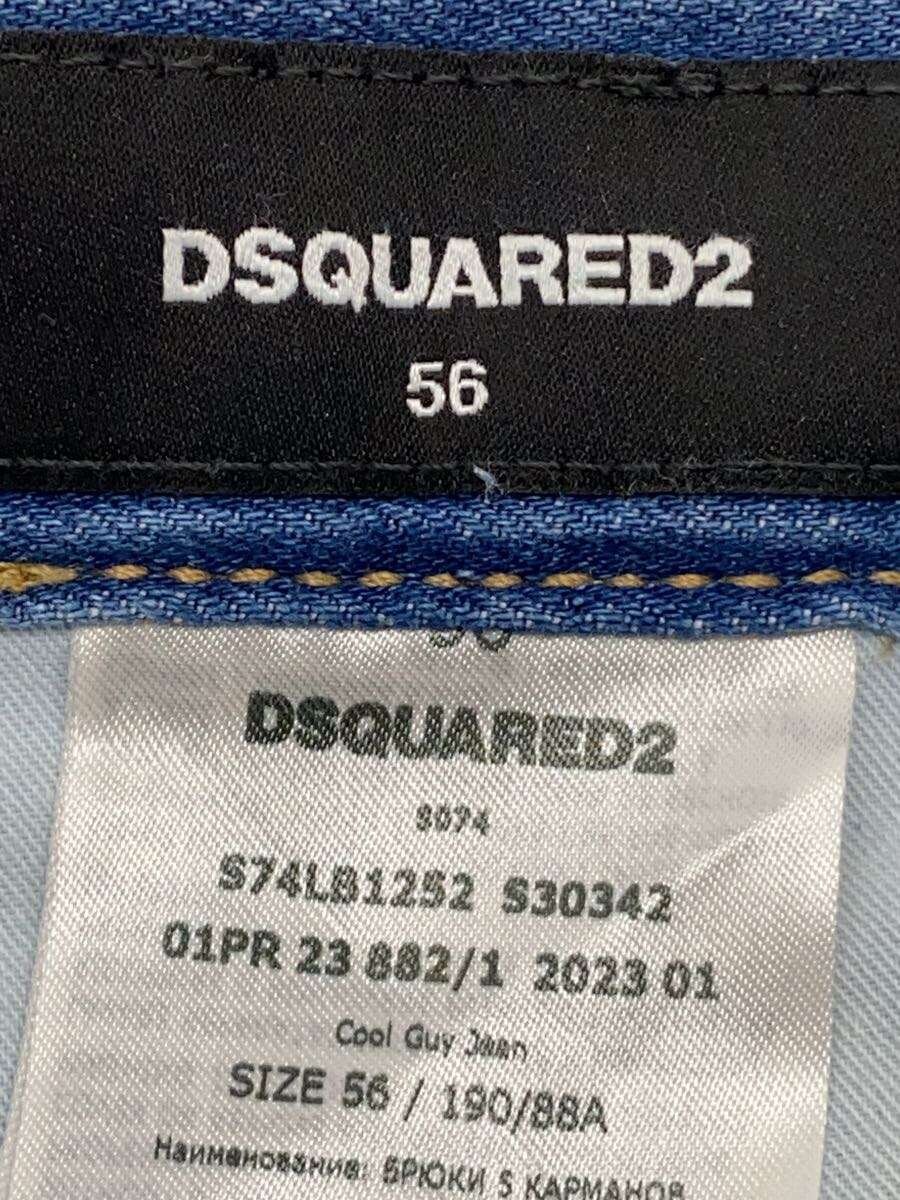 DSQUARED2
56
DSQUARED2
S074
S74LB1252 S30342
01PR 23 882/1 2023 01
Cool Guy Jean
SIZE 56 / 190/88A
Наименование: БРЮКИ 5 КАРМАНОВ